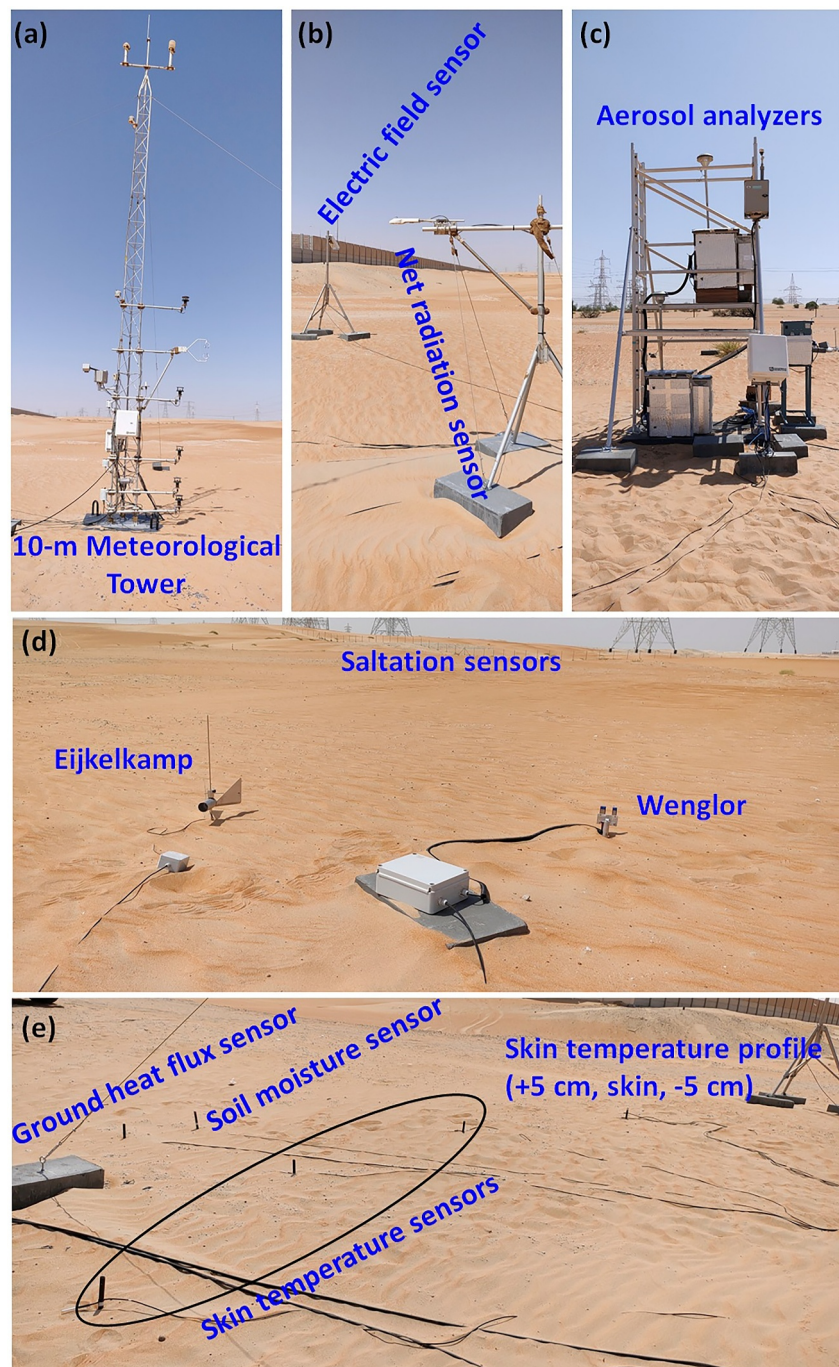 (a)
10-m Meteorological
Tower
(b)
Electric field sensor
Net radiation sensor
(c)
Aerosol analyzers
(d)
Saltation sensors
Eijkelkamp
Wenglor
(e)
Ground heat flux sensor
Soil moisture sensor
Skin temperature profile
(+5 cm, skin, -5 cm)
Skin temperature sensors